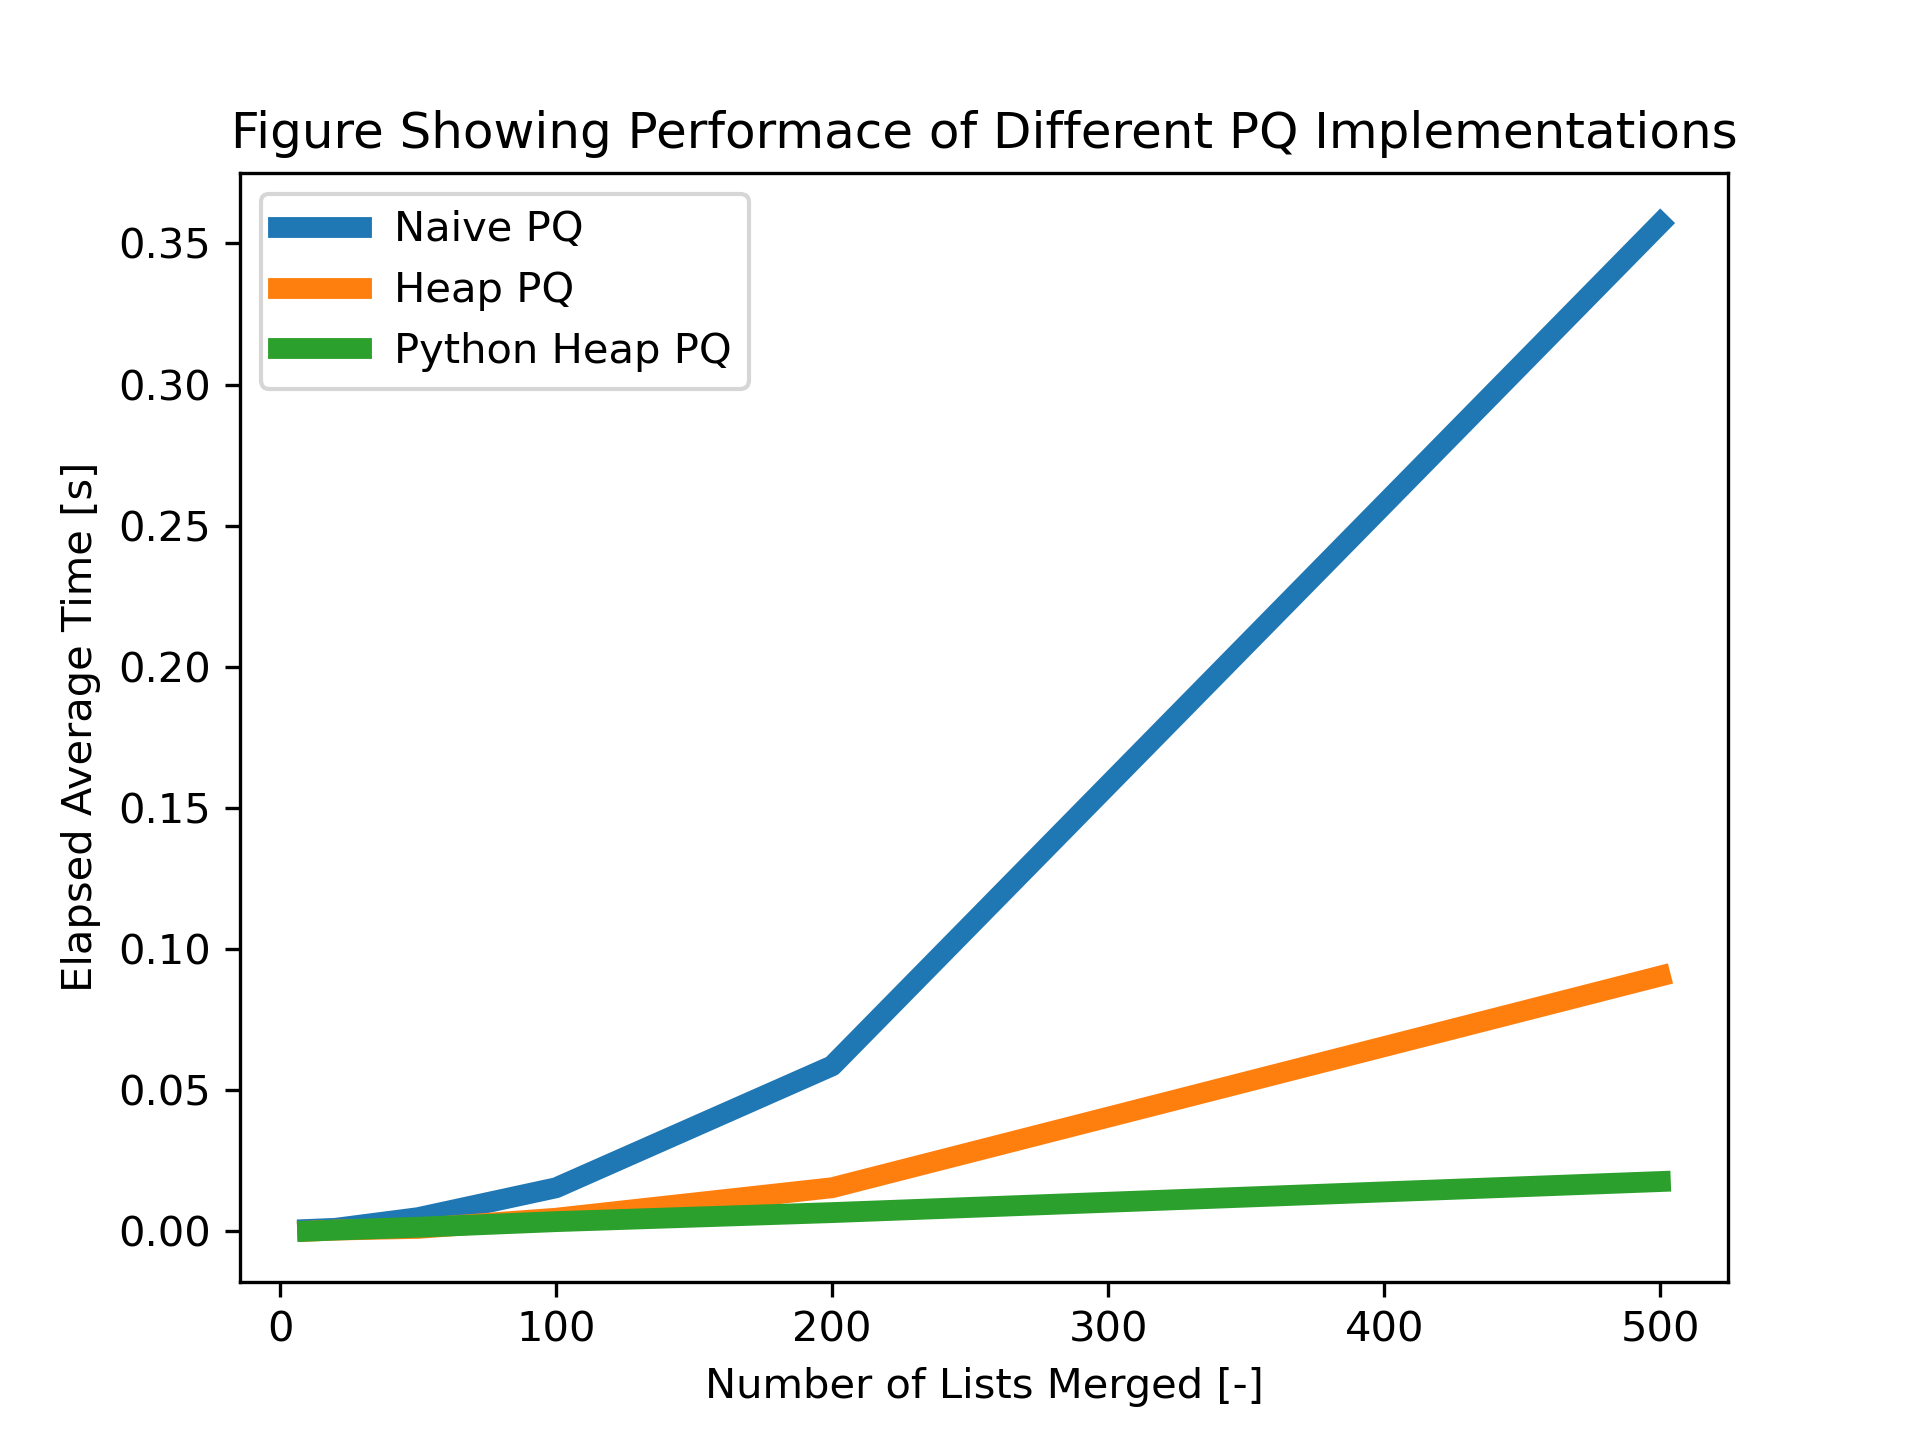 Figure Showing Performace of Different PQ Implementations
Naive PQ
Heap PQ
Python Heap PQ
0.35
0.30
0.25
0.20
0.15
0.10
0.05
0.00
Elapsed Average Time [s]
0 100 200 300 400 500
Number of Lists Merged [-]